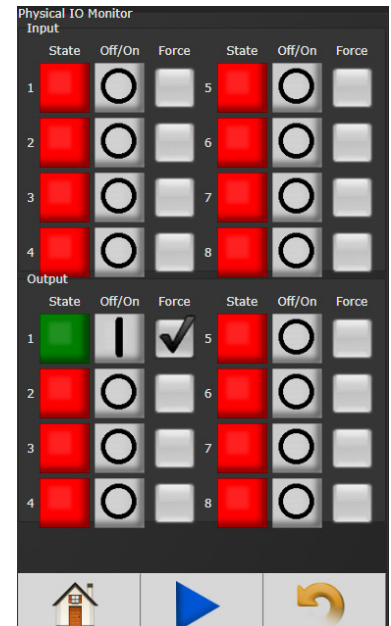 Physical IO Monitor
Input
State Off/On Force State Off/On Force
1 5
2 6
3 7
4 8
Output
State Off/On Force State Off/On Force
1 5
2 6
3 7
4 8